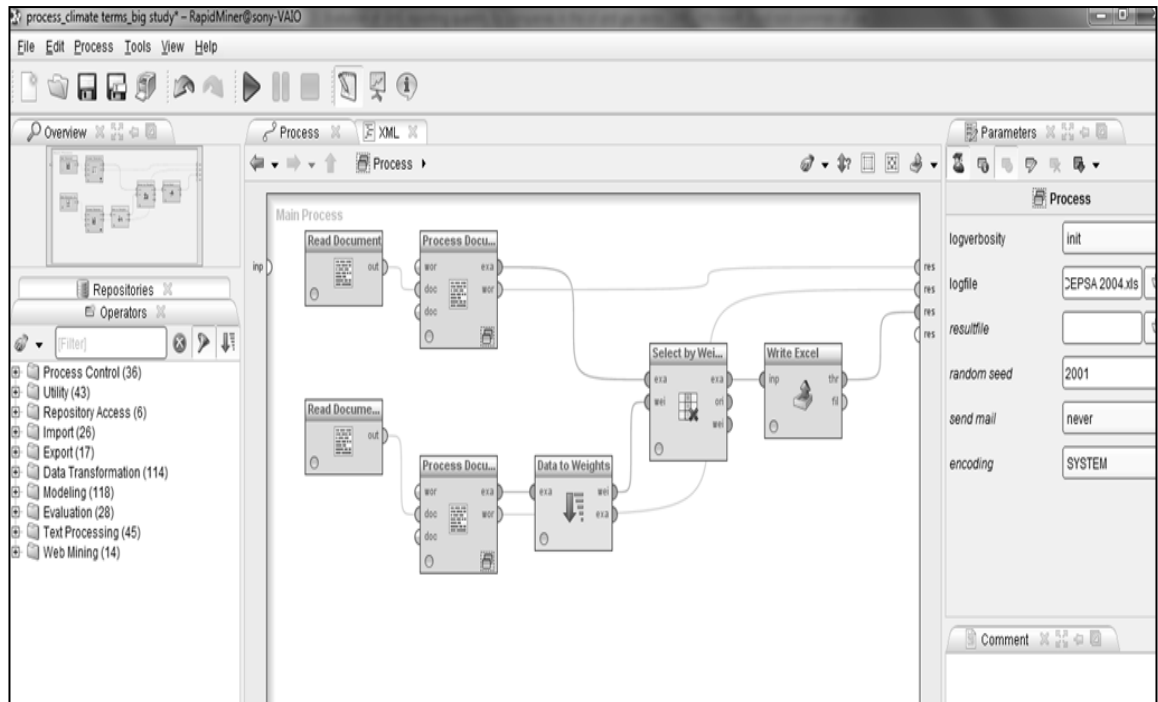 process_climate terms_big study* – RapidMiner@sony-VAIO
File Edit Process Tools View Help
Overview
Process
XML
Parameters
Process
Process
logverbosity
init
logfile
CEPSA 2004.xls
resultfile
random seed
2001
send mail
never
encoding
SYSTEM
Comment
Repositories
Operators
[Filter]
Process Control (36)
Utility (43)
Repository Access (6)
Import (26)
Export (17)
Data Transformation (114)
Modeling (118)
Evaluation (28)
Text Processing (45)
Web Mining (14)
Main Process
inp
Read Document
out
Process Docu...
wor exa
doc wor
doc
res
res
res
res
Select by Wei...
exa exa
wei ori
wei
Write Excel
inp thr
fil
Read Docume...
out
Process Docu...
wor exa
doc wor
doc
Data to Weights
exa wei
exa